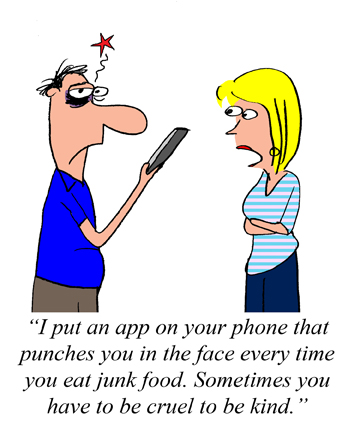 “I put an app on your phone that
punches you in the face every time
you eat junk food. Sometimes you
have to be cruel to be kind.”